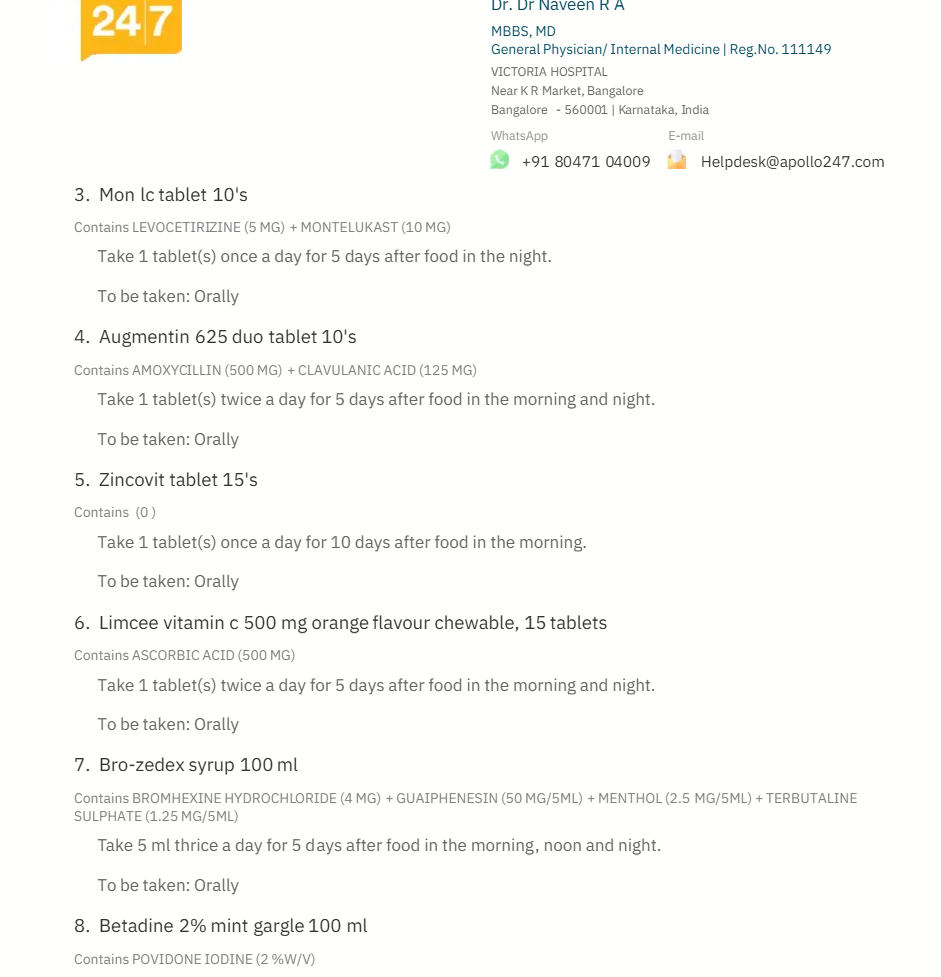 24|7
Dr. Dr Naveen R A
MBBS, MD
General Physician/ Internal Medicine | Reg.No. 111149
VICTORIA HOSPITAL
Near K R Market, Bangalore
Bangalore - 560001 | Karnataka, India
WhatsApp E-mail
+91 80471 04009 Helpdesk@apollo247.com
3. Mon lc tablet 10's
Contains LEVOCETIRIZINE (5 MG) + MONTELUKAST (10 MG)
Take 1 tablet(s) once a day for 5 days after food in the night.
To be taken: Orally
4. Augmentin 625 duo tablet 10's
Contains AMOXYCILLIN (500 MG) + CLAVULANIC ACID (125 MG)
Take 1 tablet(s) twice a day for 5 days after food in the morning and night.
To be taken: Orally
5. Zincovit tablet 15's
Contains (0 )
Take 1 tablet(s) once a day for 10 days after food in the morning.
To be taken: Orally
6. Limcee vitamin c 500 mg orange flavour chewable, 15 tablets
Contains ASCORBIC ACID (500 MG)
Take 1 tablet(s) twice a day for 5 days after food in the morning and night.
To be taken: Orally
7. Bro-zedex syrup 100 ml
Contains BROMHEXINE HYDROCHLORIDE (4 MG) + GUAIPHENESIN (50 MG/5ML) + MENTHOL (2.5 MG/5ML) + TERBUTALINE
SULPHATE (1.25 MG/5ML)
Take 5 ml thrice a day for 5 days after food in the morning, noon and night.
To be taken: Orally
8. Betadine 2% mint gargle 100 ml
Contains POVIDONE IODINE (2 %W/V)